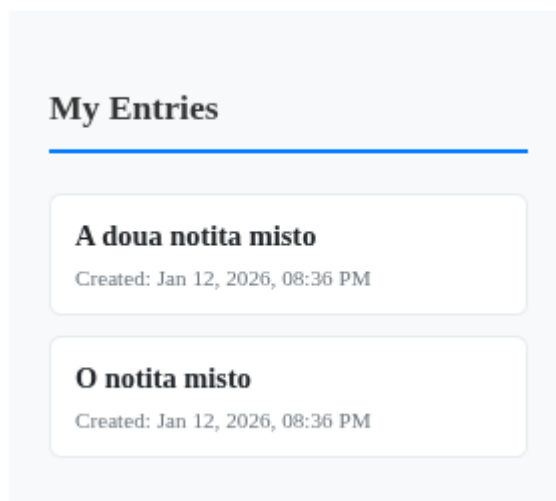 My Entries
A doua notita misto
Created: Jan 12, 2026, 08:36 PM
O notita misto
Created: Jan 12, 2026, 08:36 PM